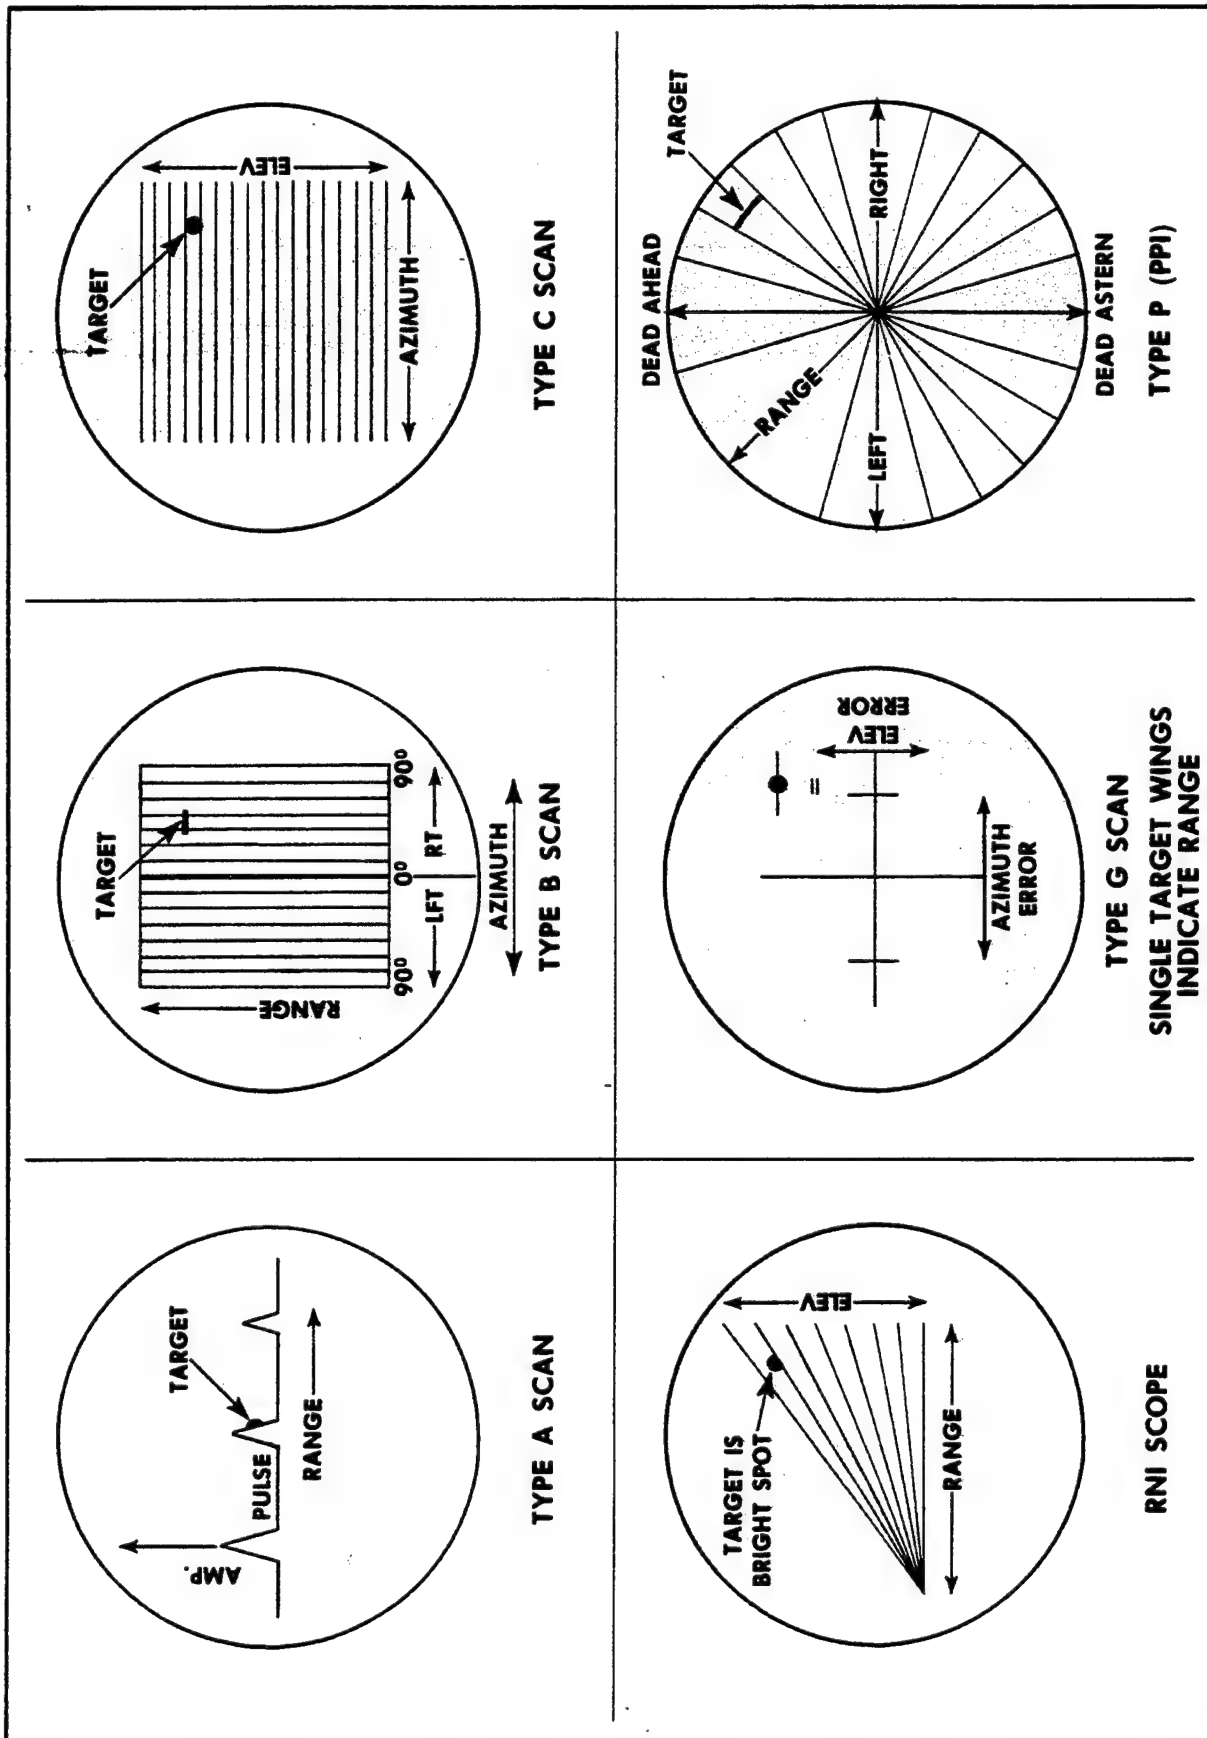 TARGET
AMP.
PULSE
RANGE
TYPE A SCAN
TARGET
RANGE
90° 0° 90°
LFT RT
AZIMUTH
TYPE B SCAN
TARGET
ELEV
AZIMUTH
TYPE C SCAN
TARGET IS
BRIGHT SPOT
ELEV
RANGE
RNI SCOPE
=
ELEV
ERROR
AZIMUTH
ERROR
TYPE G SCAN
SINGLE TARGET WINGS
INDICATE RANGE
DEAD AHEAD
TARGET
RANGE
LEFT
RIGHT
DEAD ASTERN
TYPE P (PPI)